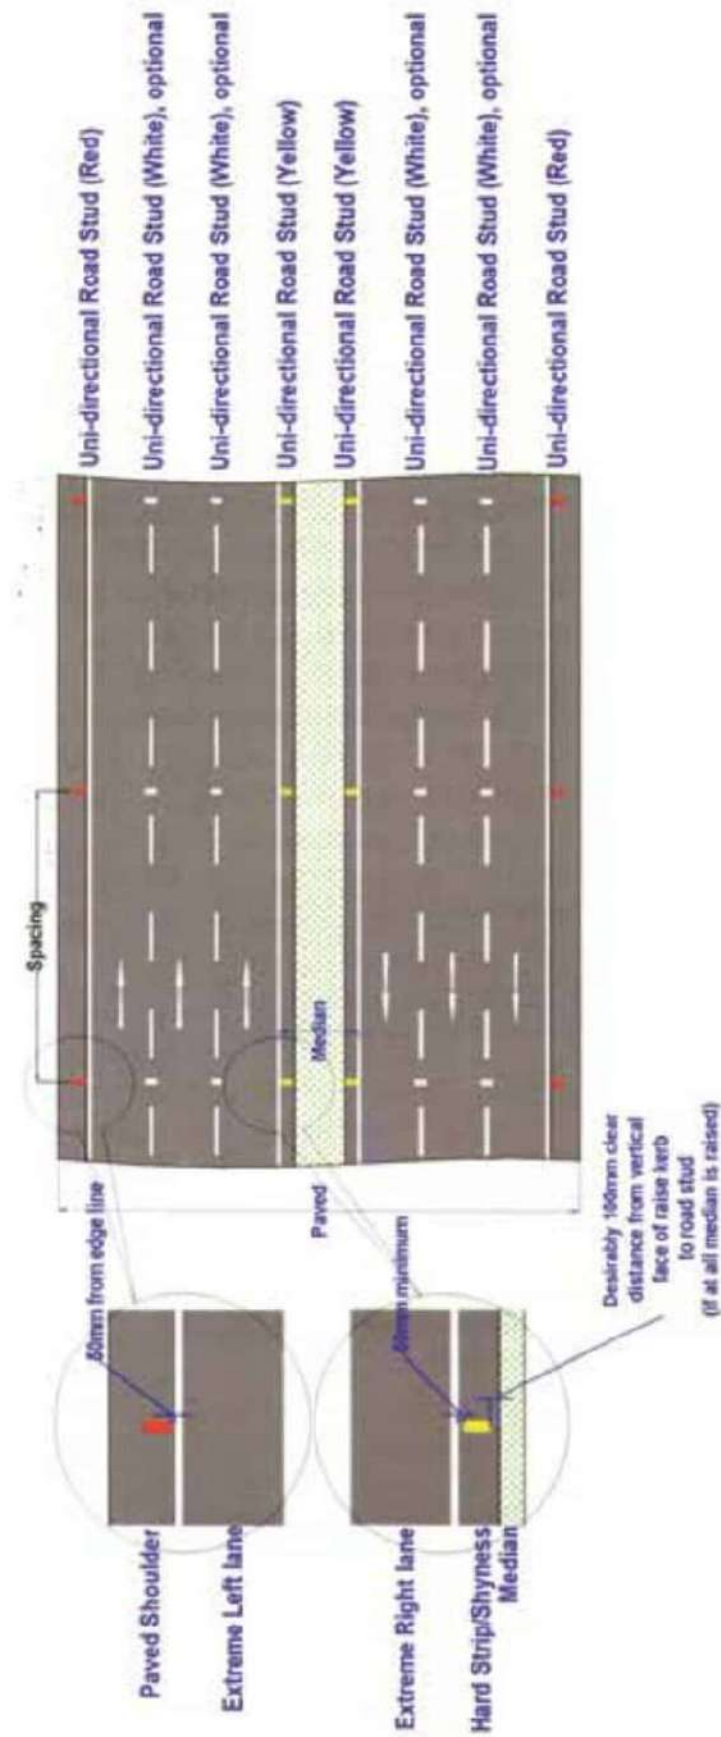 Uni-directional Road Stud (Red)
Uni-directional Road Stud (White), optional
Uni-directional Road Stud (White), optional
Uni-directional Road Stud (Yellow)
Uni-directional Road Stud (Yellow)
Uni-directional Road Stud (White), optional
Uni-directional Road Stud (White), optional
Uni-directional Road Stud (Red)
Spacing
Median
Paved
50mm from edge line
Paved Shoulder
Extreme Left lane
minimum
Extreme Right lane
Hard Strip/Shyness
Median
Desirably 100mm clear
distance from vertical
face of raise kerb
to road stud
(if at all median is raised)